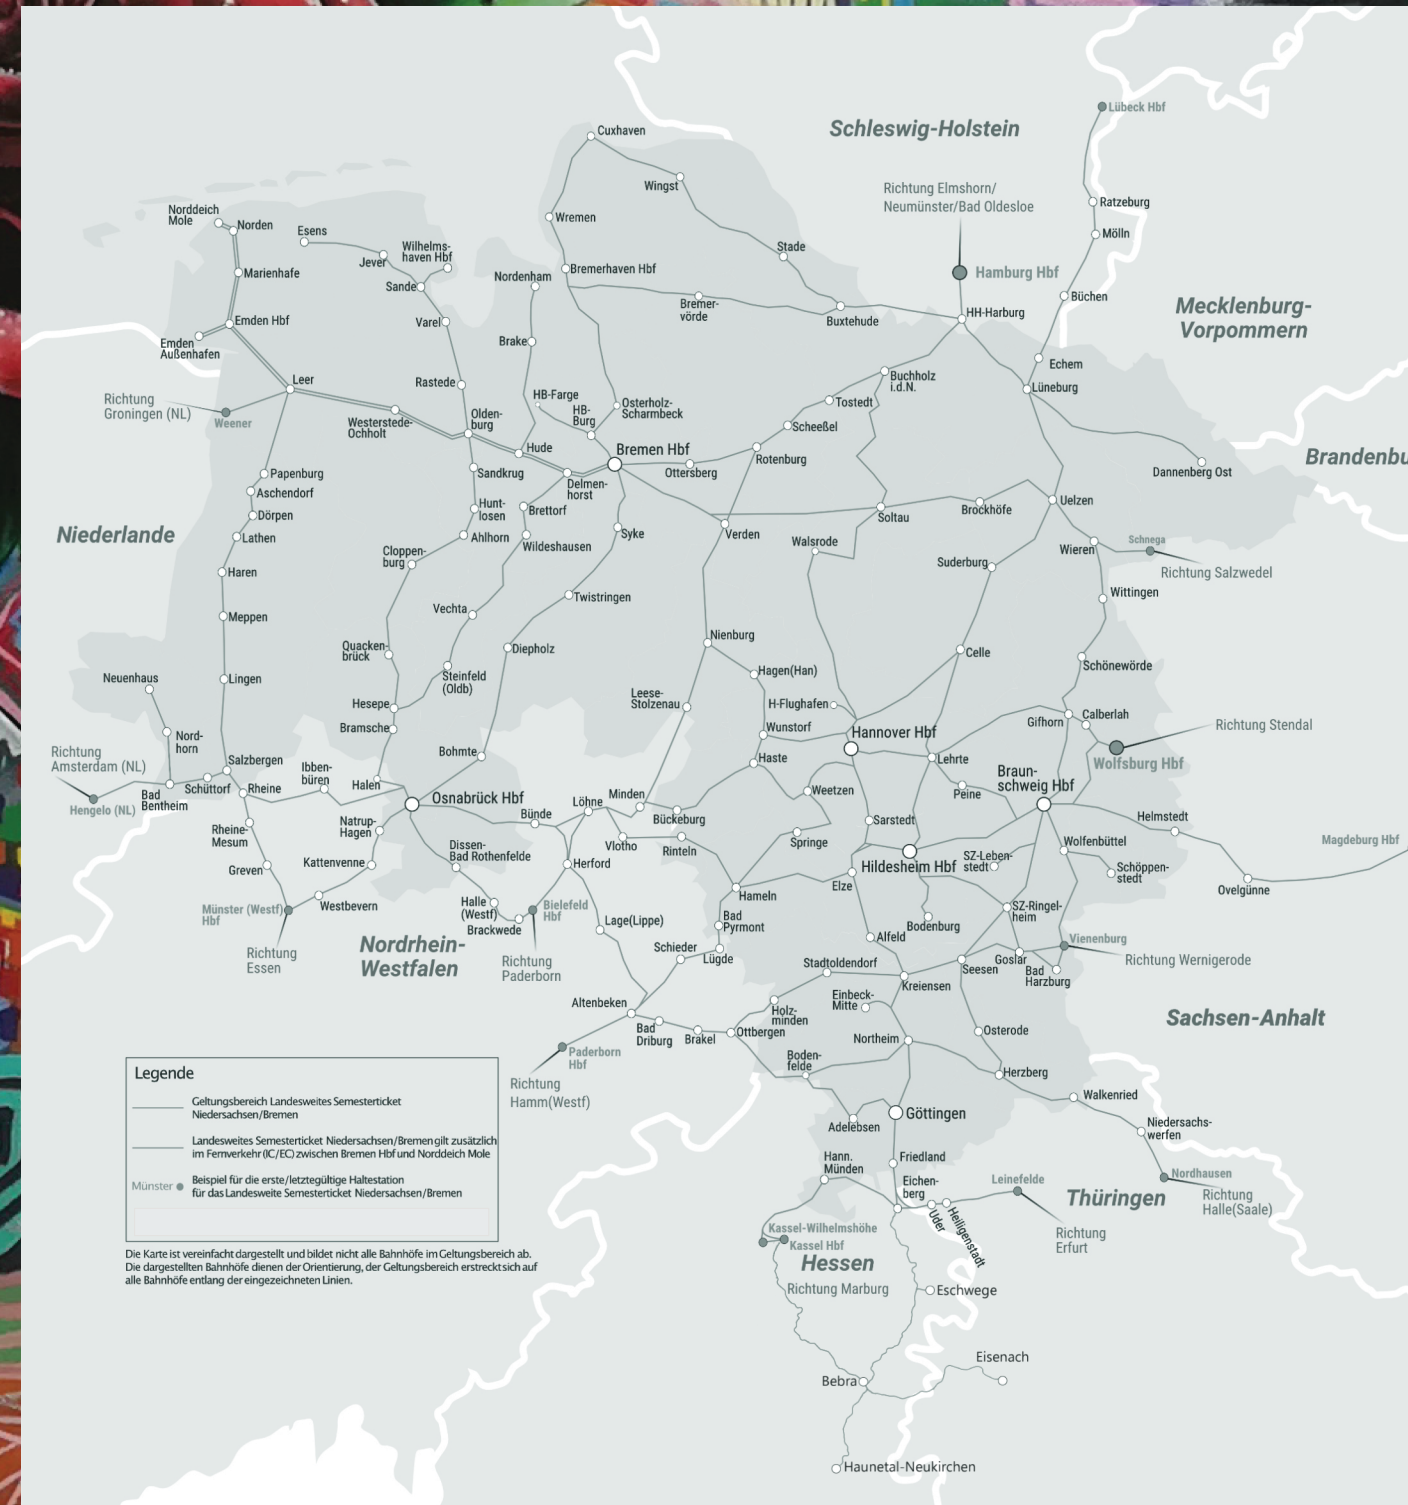 Lübeck Hbf
Schleswig-Holstein
Cuxhaven
Wingst
Richtung Elmshorn/
Neumünster/Bad Oldesloe
Ratzeburg
Norddeich
Mole
Norden
Wremen
Esens
Mölln
Wilhelms-
haven Hbf
Stade
Jever
Marienhafe
Nordenham
Bremerhaven Hbf
Hamburg Hbf
Sande
Büchen
Bremer-
vörde
Mecklenburg-
Vorpommern
Emden Hbf
Varel
Buxtehude
HH-Harburg
Emden
Außenhafen
Brake
Echem
Leer
Rastede
Buchholz
i.d.N.
Lüneburg
Richtung
Groningen (NL)
Weener
HB-Farge
HB-
Burg
Osterholz-
Scharmbeck
Tostedt
Westerstede-
Ochholt
Olden-
burg
Scheeßel
Hude
Bremen Hbf
Rotenburg
Brandenbu
Papenburg
Sandkrug
Delmen-
horst
Ottersberg
Dannenberg Ost
Aschendorf
Hunt-
losen
Brettorf
Uelzen
Dörpen
Soltau
Brockhöfe
Niederlande
Lathen
Ahlhorn
Wildeshausen
Syke
Verden
Walsrode
Wieren
Schnega
Cloppen-
burg
Suderburg
Richtung Salzwedel
Haren
Wittingen
Meppen
Vechta
Twistringen
Quacken-
brück
Diepholz
Nienburg
Celle
Schönewörde
Neuenhaus
Lingen
Steinfeld
(Oldb)
Hagen(Han)
Leese-
Stolzenau
Hesepe
H-Flughafen
Bramsche
Wunstorf
Hannover Hbf
Gifhorn
Calberlah
Richtung Stendal
Nord-
horn
Richtung
Amsterdam (NL)
Salzbergen
Bohmte
Haste
Lehrte
Wolfsburg Hbf
Ibben-
büren
Braun-
schweig Hbf
Hengelo (NL)
Bad
Bentheim
Schüttorf
Rheine
Halen
Osnabrück Hbf
Löhne
Minden
Weetzen
Peine
Bünde
Bückeburg
Sarstedt
Helmstedt
Rheine-
Mesum
Natrup-
Hagen
Vlotho
Rinteln
Springe
Wolfenbüttel
Magdeburg Hbf
Dissen-
Bad Rothenfelde
Greven
Kattenvenne
Herford
Hildesheim Hbf
SZ-Leben-
stedt
Schöppen-
stedt
Elze
Ovelgünne
Hameln
Münster (Westf)
Hbf
Westbevern
Halle
(Westf)
Bielefeld
Hbf
Brackwede
Lage(Lippe)
Bad
Pyrmont
Bodenburg
SZ-Ringel-
heim
Richtung
Essen
Nordrhein-
Westfalen
Schieder
Lügde
Alfeld
Vienenburg
Richtung
Paderborn
Stadtoldendorf
Seesen
Goslar
Bad
Harzburg
Richtung Wernigerode
Kreiensen
Altenbeken
Einbeck-
Mitte
Holz-
minden
Sachsen-Anhalt
Bad
Driburg
Brakel
Ottbergen
Northeim
Osterode
Paderborn
Hbf
Boden-
felde
Herzberg
Richtung
Hamm(Westf)
Walkenried
Göttingen
Adelebsen
Niedersachs-
werfen
Legende
Geltungsbereich Landesweites Semesterticket
Niedersachsen/Bremen
Landesweites Semesterticket Niedersachsen/Bremen gilt zusätzlich
im Fernverkehr (IC/EC) zwischen Bremen Hbf und Norddeich Mole
Münster
Beispiel für die erste/letztegültige Haltestation
für das Landesweite Semesterticket Niedersachsen/Bremen
Die Karte ist vereinfacht dargestellt und bildet nicht alle Bahnhöfe im Geltungsbereich ab.
Die dargestellten Bahnhöfe dienen der Orientierung, der Geltungsbereich erstreckt sich auf
alle Bahnhöfe entlang der eingezeichneten Linien.
Hann.
Münden
Friedland
Eichen-
berg
Leinefelde
Nordhausen
Thüringen
Richtung
Halle(Saale)
Uder
Heiligenstadt
Kassel-Wilhelmshöhe
Kassel Hbf
Richtung
Erfurt
Hessen
Richtung Marburg
Eschwege
Eisenach
Bebra
Haunetal-Neukirchen